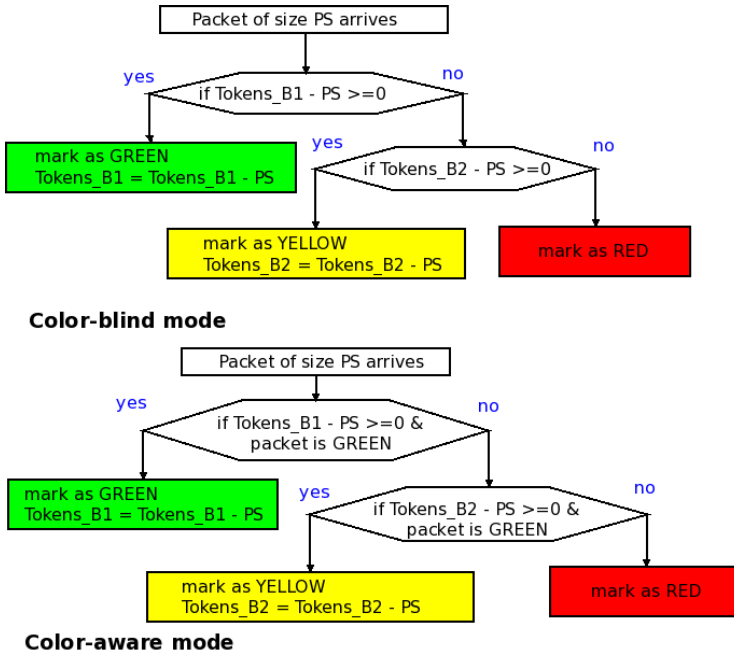 Packet of size PS arrives
yes
no
if Tokens_B1 - PS >=0
mark as GREEN
Tokens_B1 = Tokens_B1 - PS
yes
no
if Tokens_B2 - PS >=0
mark as YELLOW
Tokens_B2 = Tokens_B2 - PS
mark as RED
Color-blind mode
Packet of size PS arrives
yes
no
if Tokens_B1 - PS >=0 &
packet is GREEN
mark as GREEN
Tokens_B1 = Tokens_B1 - PS
yes
no
if Tokens_B2 - PS >=0 &
packet is GREEN
mark as YELLOW
Tokens_B2 = Tokens_B2 - PS
mark as RED
Color-aware mode